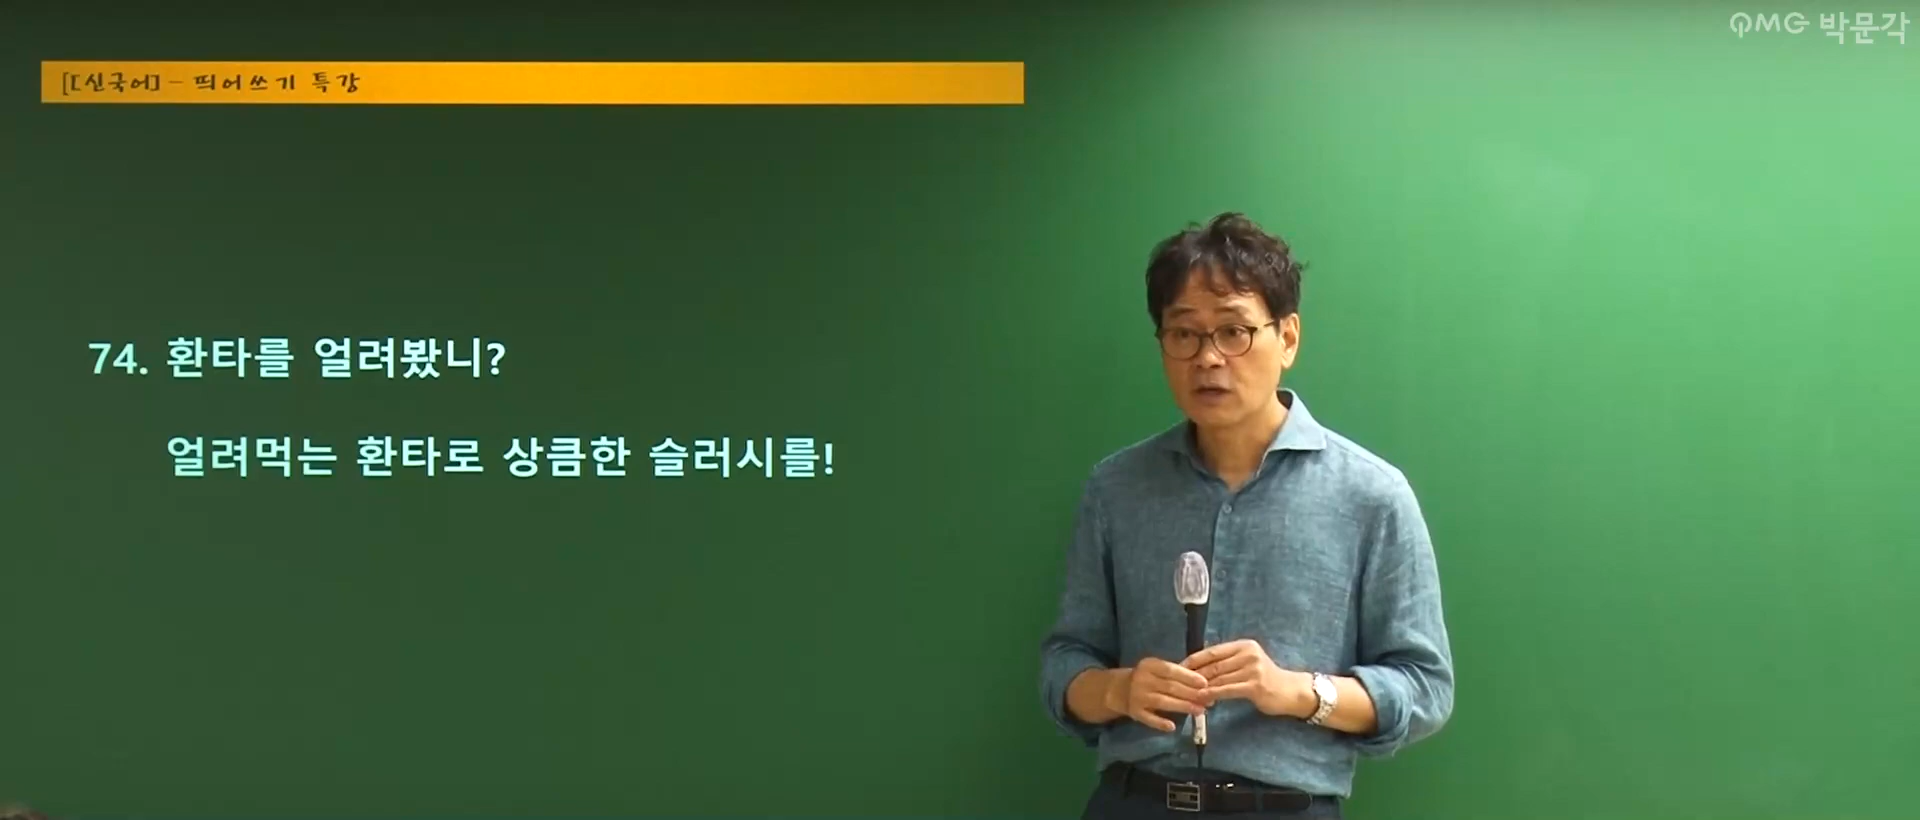 PMG 박문각
[[신국어] - 띄어쓰기 특강
74. 환타를 얼려봤니?
얼려먹는 환타로 상큼한 슬러시를!